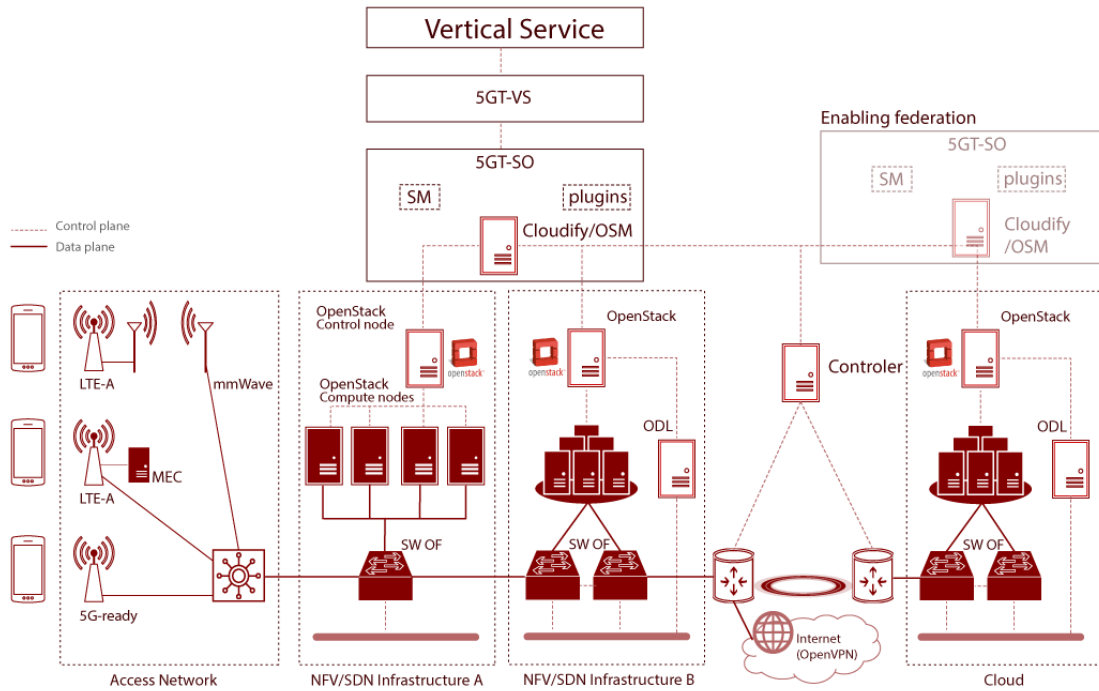 Vertical Service
5GT-VS
Enabling federation
5GT-SO
5GT-SO
SM
plugins
SM
plugins
Cloudify/OSM
Cloudify
/OSM
Control plane
Data plane
OpenStack
Control node
OpenStack
OpenStack
openstack
openstack
openstack
LTE-A
mmWave
Controler
OpenStack
Compute nodes
ODL
ODL
MEC
LTE-A
SW OF
SW OF
SW OF
5G-ready
Internet
(OpenVPN)
Access Network
NFV/SDN Infrastructure A
NFV/SDN Infrastructure B
Cloud